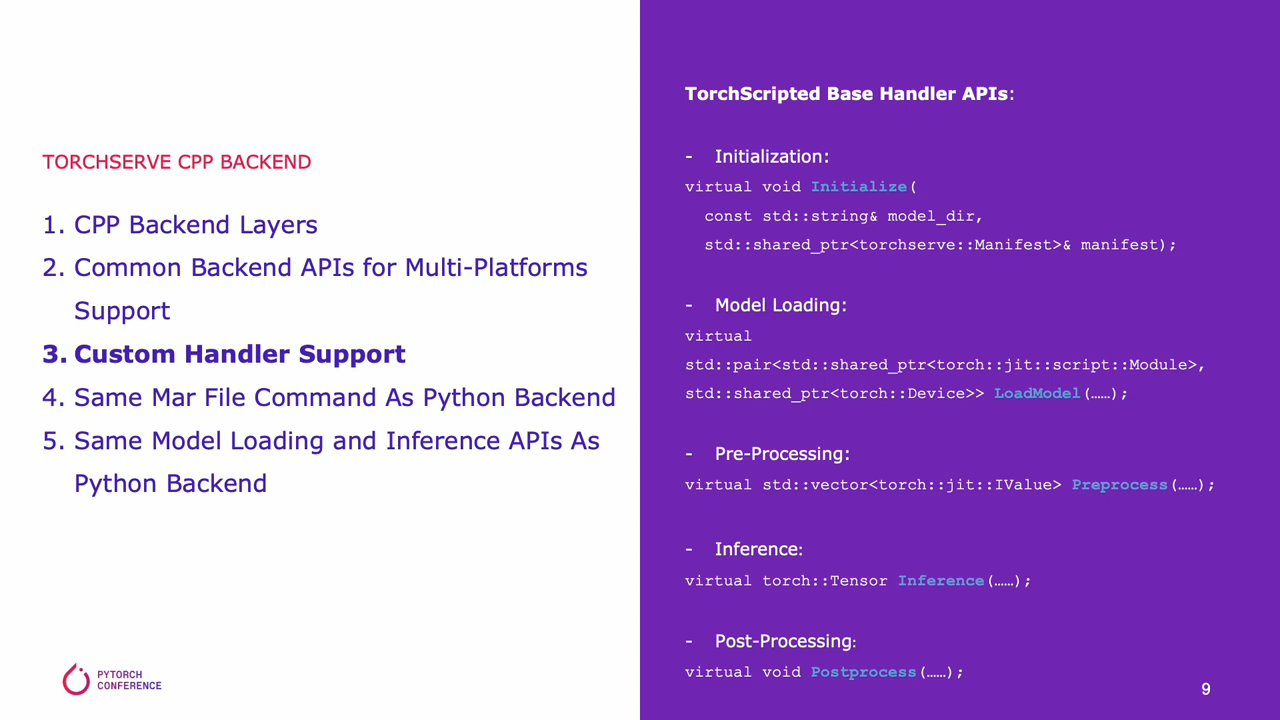 TORCHSERVE CPP BACKEND
1. CPP Backend Layers
2. Common Backend APIs for Multi-Platforms
Support
3. Custom Handler Support
4. Same Mar File Command As Python Backend
5. Same Model Loading and Inference APIs As
Python Backend
PYTORCH
CONFERENCE
TorchScripted Base Handler APIs:
- Initialization:
virtual void Initialize(
const std::string& model_dir,
std::shared_ptr<torchserve::Manifest>& manifest);
- Model Loading:
virtual
std::pair<std::shared_ptr<torch::jit::script::Module>,
std::shared_ptr<torch::Device>> LoadModel(……);
- Pre-Processing:
virtual std::vector<torch::jit::IValue> Preprocess(……);
- Inference:
virtual torch::Tensor Inference(……);
- Post-Processing:
virtual void Postprocess(……);
9